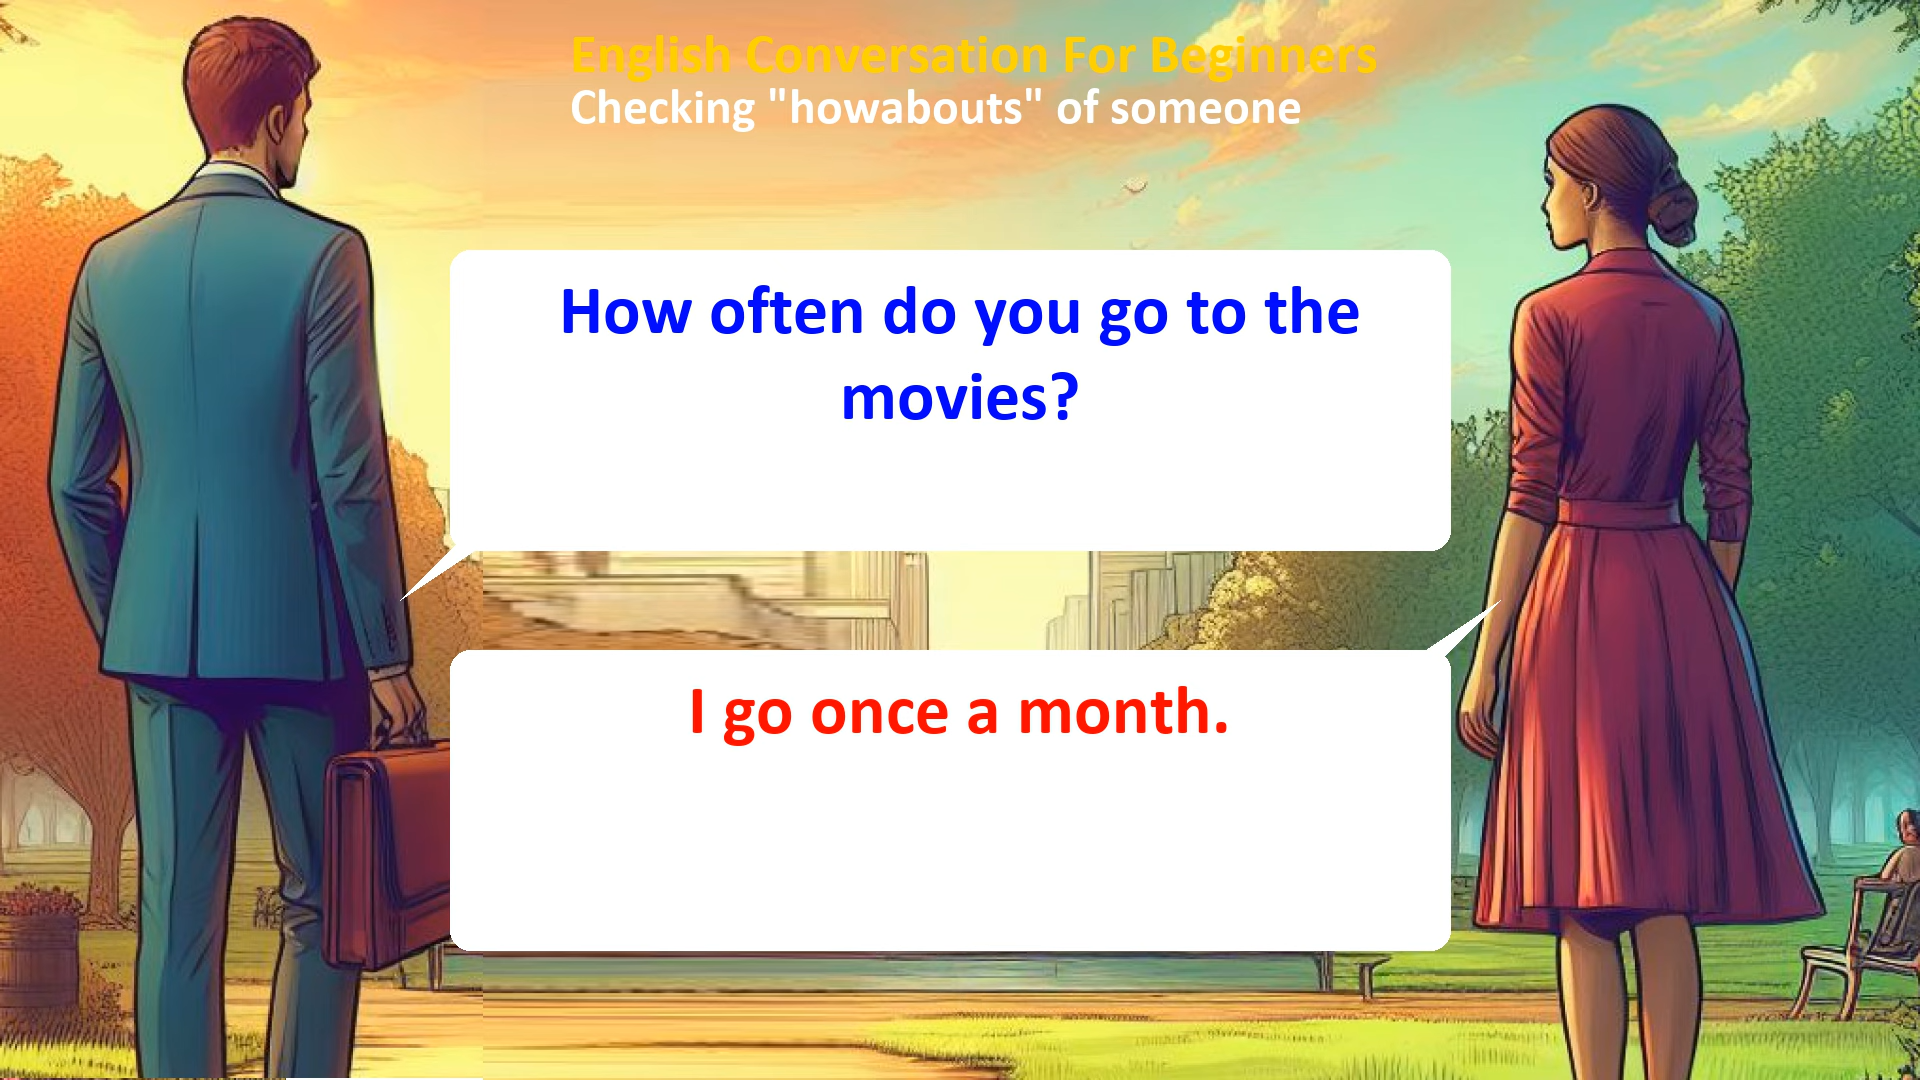 English Conversation For Beginners
Checking "howabouts" of someone
How often do you go to the
movies?
I go once a month.